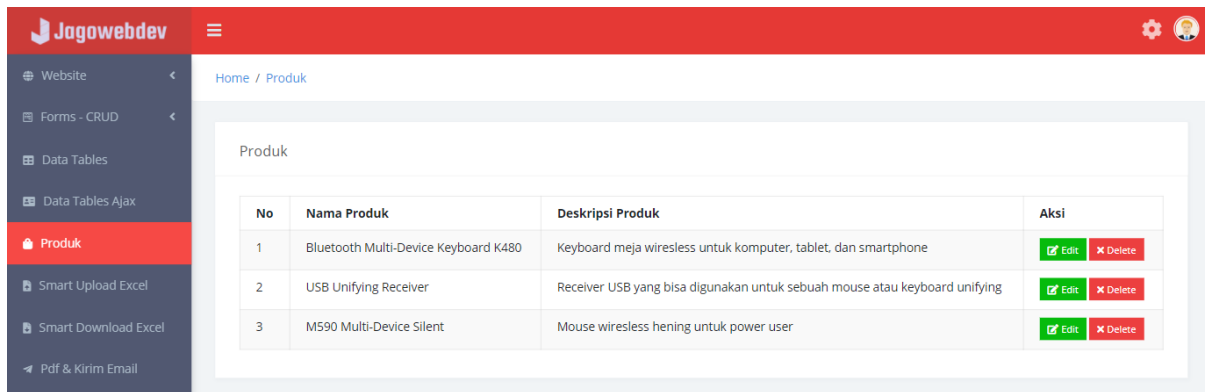 Jagowebdev
Website
Forms - CRUD
Data Tables
Data Tables Ajax
Produk
Smart Upload Excel
Smart Download Excel
Pdf & Kirim Email
Home / Produk
Produk
No Nama Produk Deskripsi Produk Aksi
1 Bluetooth Multi-Device Keyboard K480 Keyboard meja wiresless untuk komputer, tablet, dan smartphone Edit Delete
2 USB Unifying Receiver Receiver USB yang bisa digunakan untuk sebuah mouse atau keyboard unifying Edit Delete
3 M590 Multi-Device Silent Mouse wiresless hening untuk power user Edit Delete